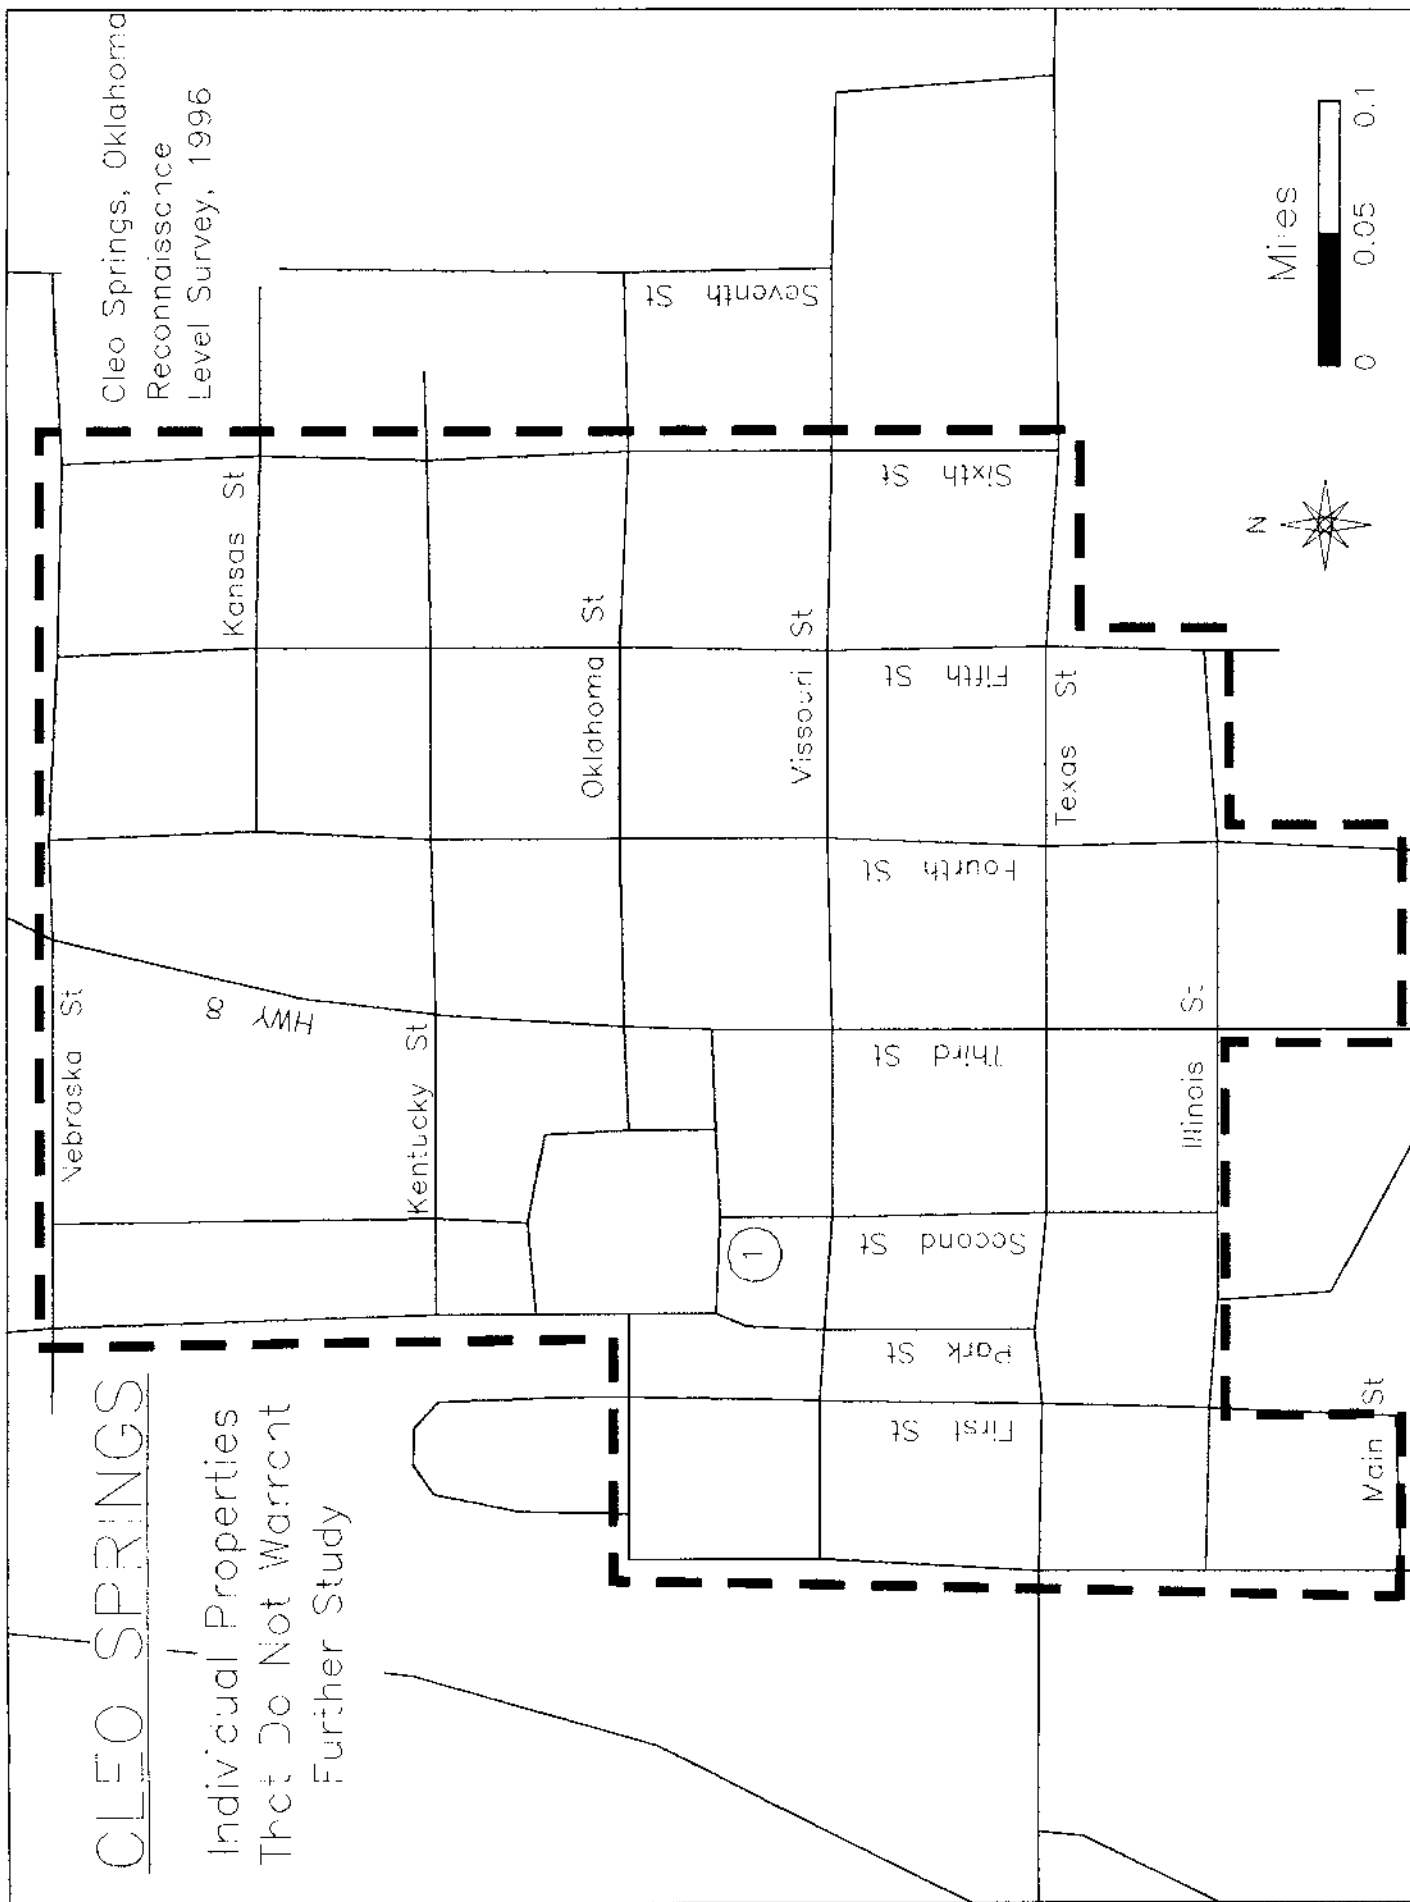 CLEO SPRINGS
Individual Properties
That Do Not Warrant
Further Study
Cleo Springs, Oklahoma
Reconnaissance
Level Survey, 1996
Nebraska St
HWY 8
Kansas St
Kentucky St
Oklahoma St
Seventh St
Missouri St
1
First St
Park St
Second St
Third St
Fourth St
Fifth St
Sixth St
Texas St
Illinois St
Main St
N
Miles
0 0.05 0.1